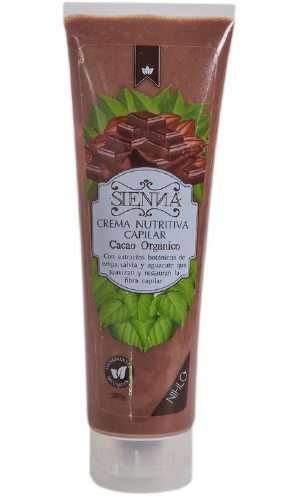 SIENNA
CREMA NUTRITIVA
CAPILAR
Cacao Orgánico
Con extractos botánicos de
ortiga, salvia y aguacate que
suavizan y restauran la
fibra capilar.
NIHLO